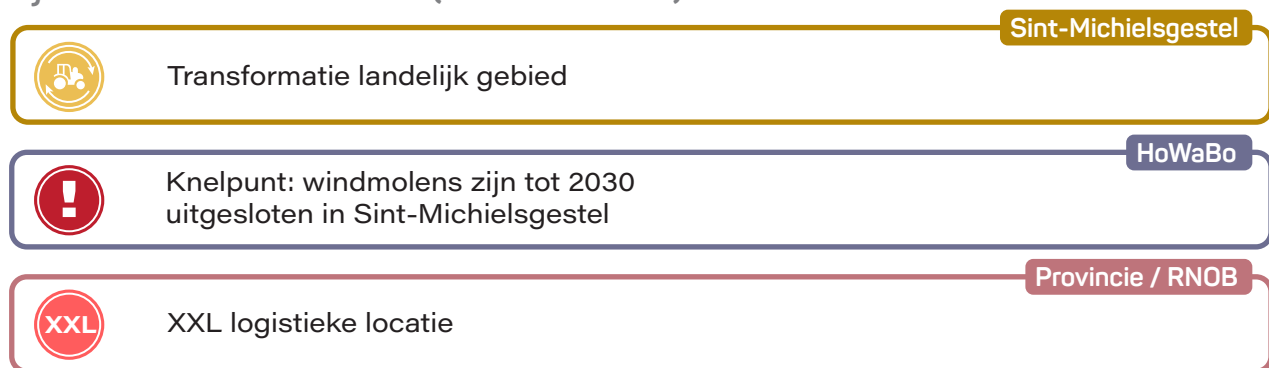 Sint-Michielsgestel
Transformatie landelijk gebied
HoWaBo
!
Knelpunt: windmolens zijn tot 2030
uitgesloten in Sint-Michielsgestel
Provincie / RNOB
XXL
XXL logistieke locatie